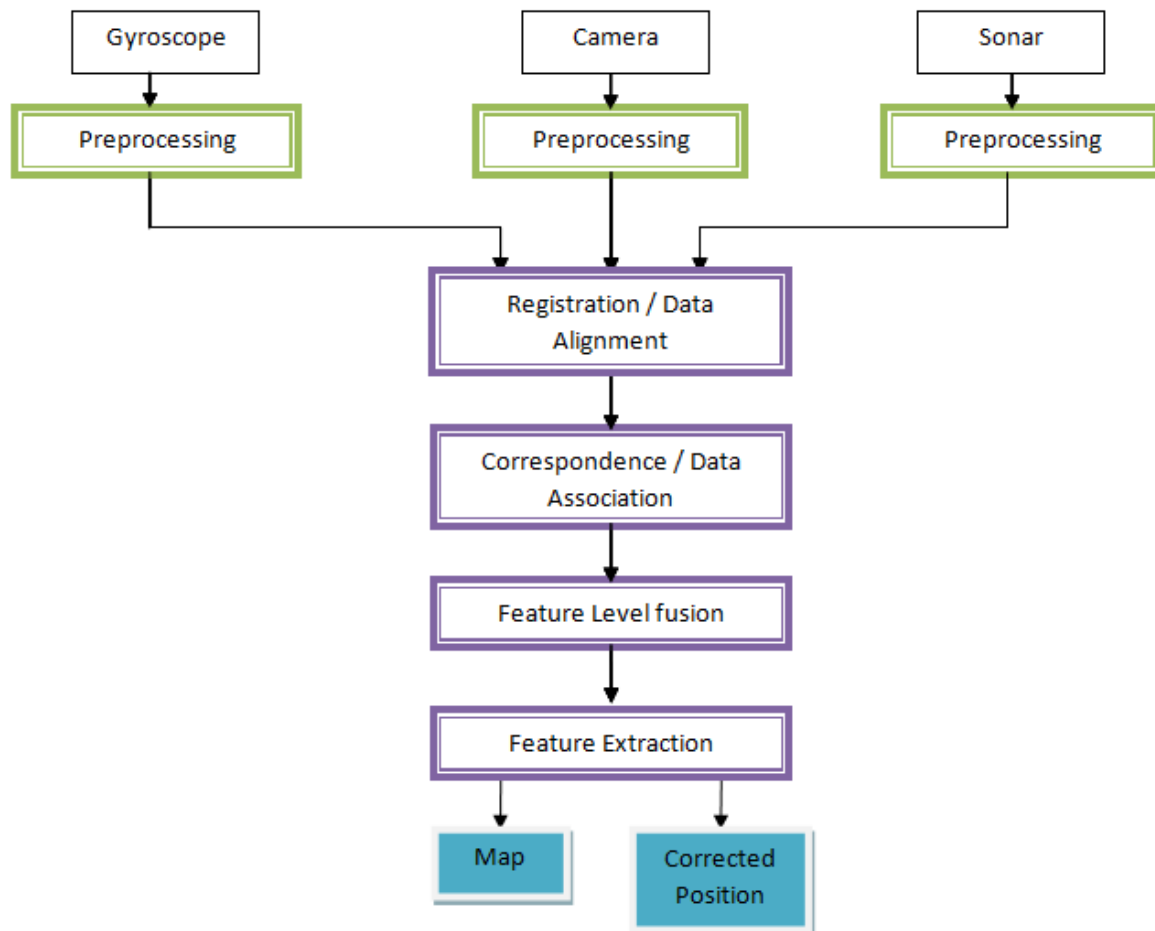 Gyroscope
Camera
Sonar
Preprocessing
Preprocessing
Preprocessing
Registration / Data
Alignment
Correspondence / Data
Association
Feature Level fusion
Feature Extraction
Map
Corrected
Position